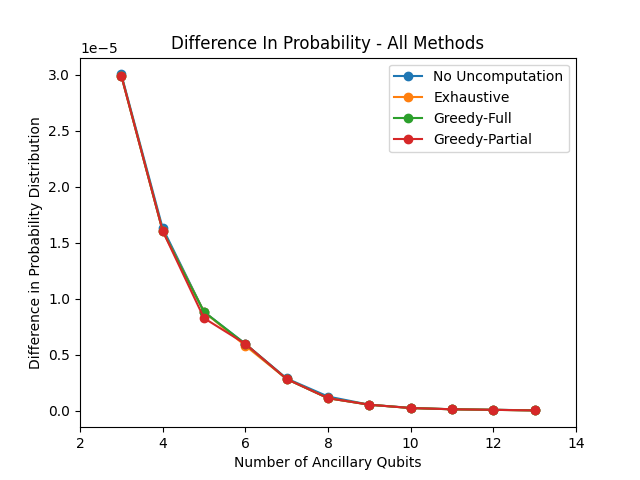 Difference In Probability - All Methods
1e−5
No Uncomputation
Exhaustive
Greedy-Full
Greedy-Partial
3.0
2.5
2.0
1.5
1.0
0.5
0.0
Difference in Probability Distribution
2 4 6 8 10 12 14
Number of Ancillary Qubits